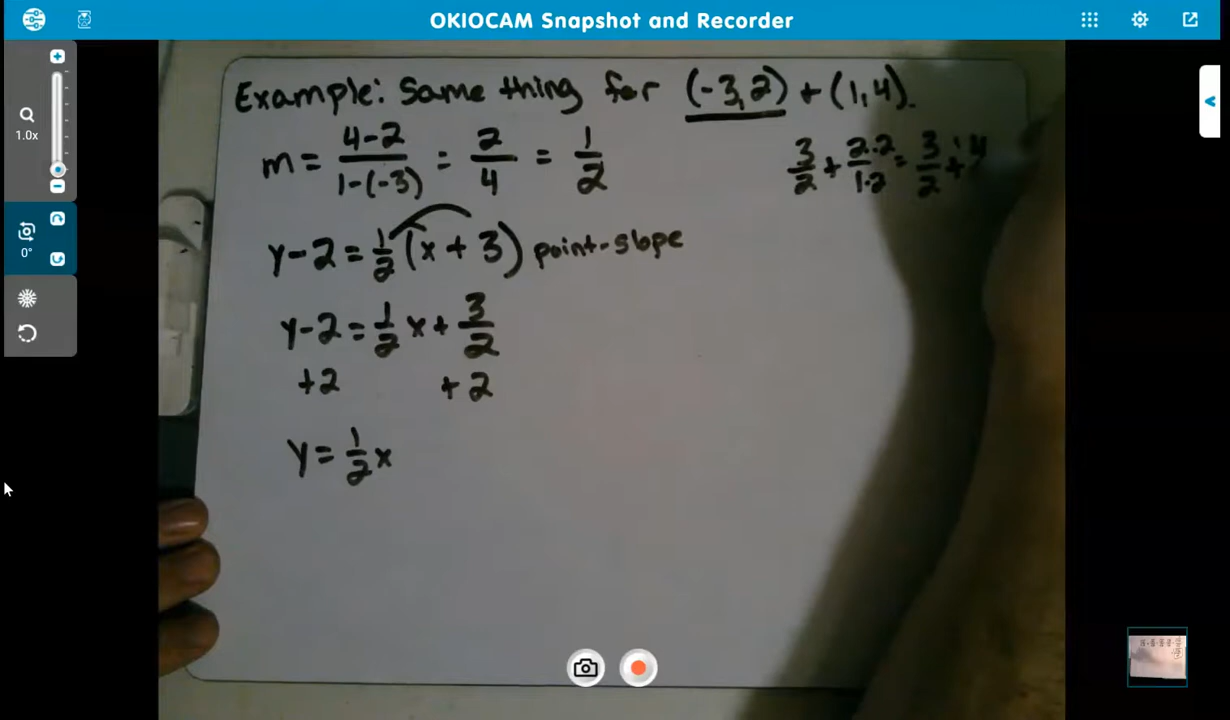 OKIOCAM Snapshot and Recorder
1.0x
0°
Example: Same thing for (-3,2) + (1,4).
m = 4-2/1-(-3) = 2/4 = 1/2
3/2 + 2·2/1·2 = 3/2 + 4
y-2 = 1/2 (x + 3) point-slope
y-2 = 1/2 x + 3/2
+2 +2
y = 1/2 x